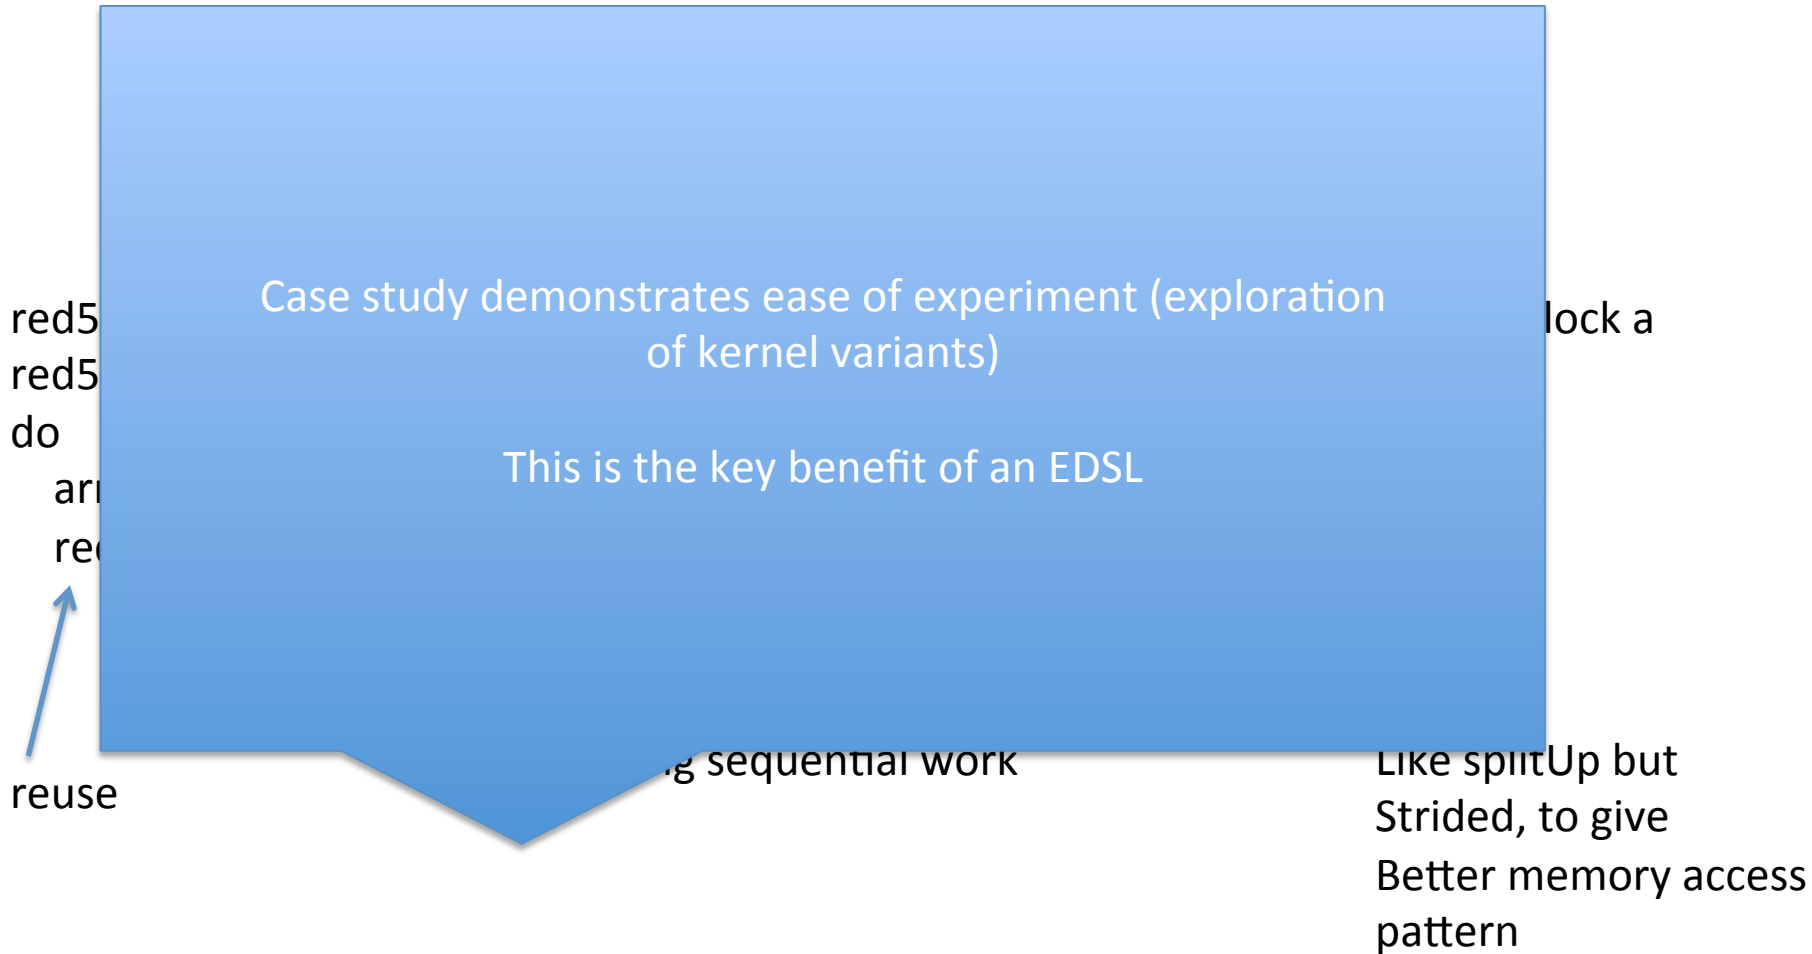 Case study demonstrates ease of experiment (exploration
of kernel variants)
This is the key benefit of an EDSL
red5
lock a
red5
do
reuse
sequential work
Like splitUp but
Strided, to give
Better memory access
pattern